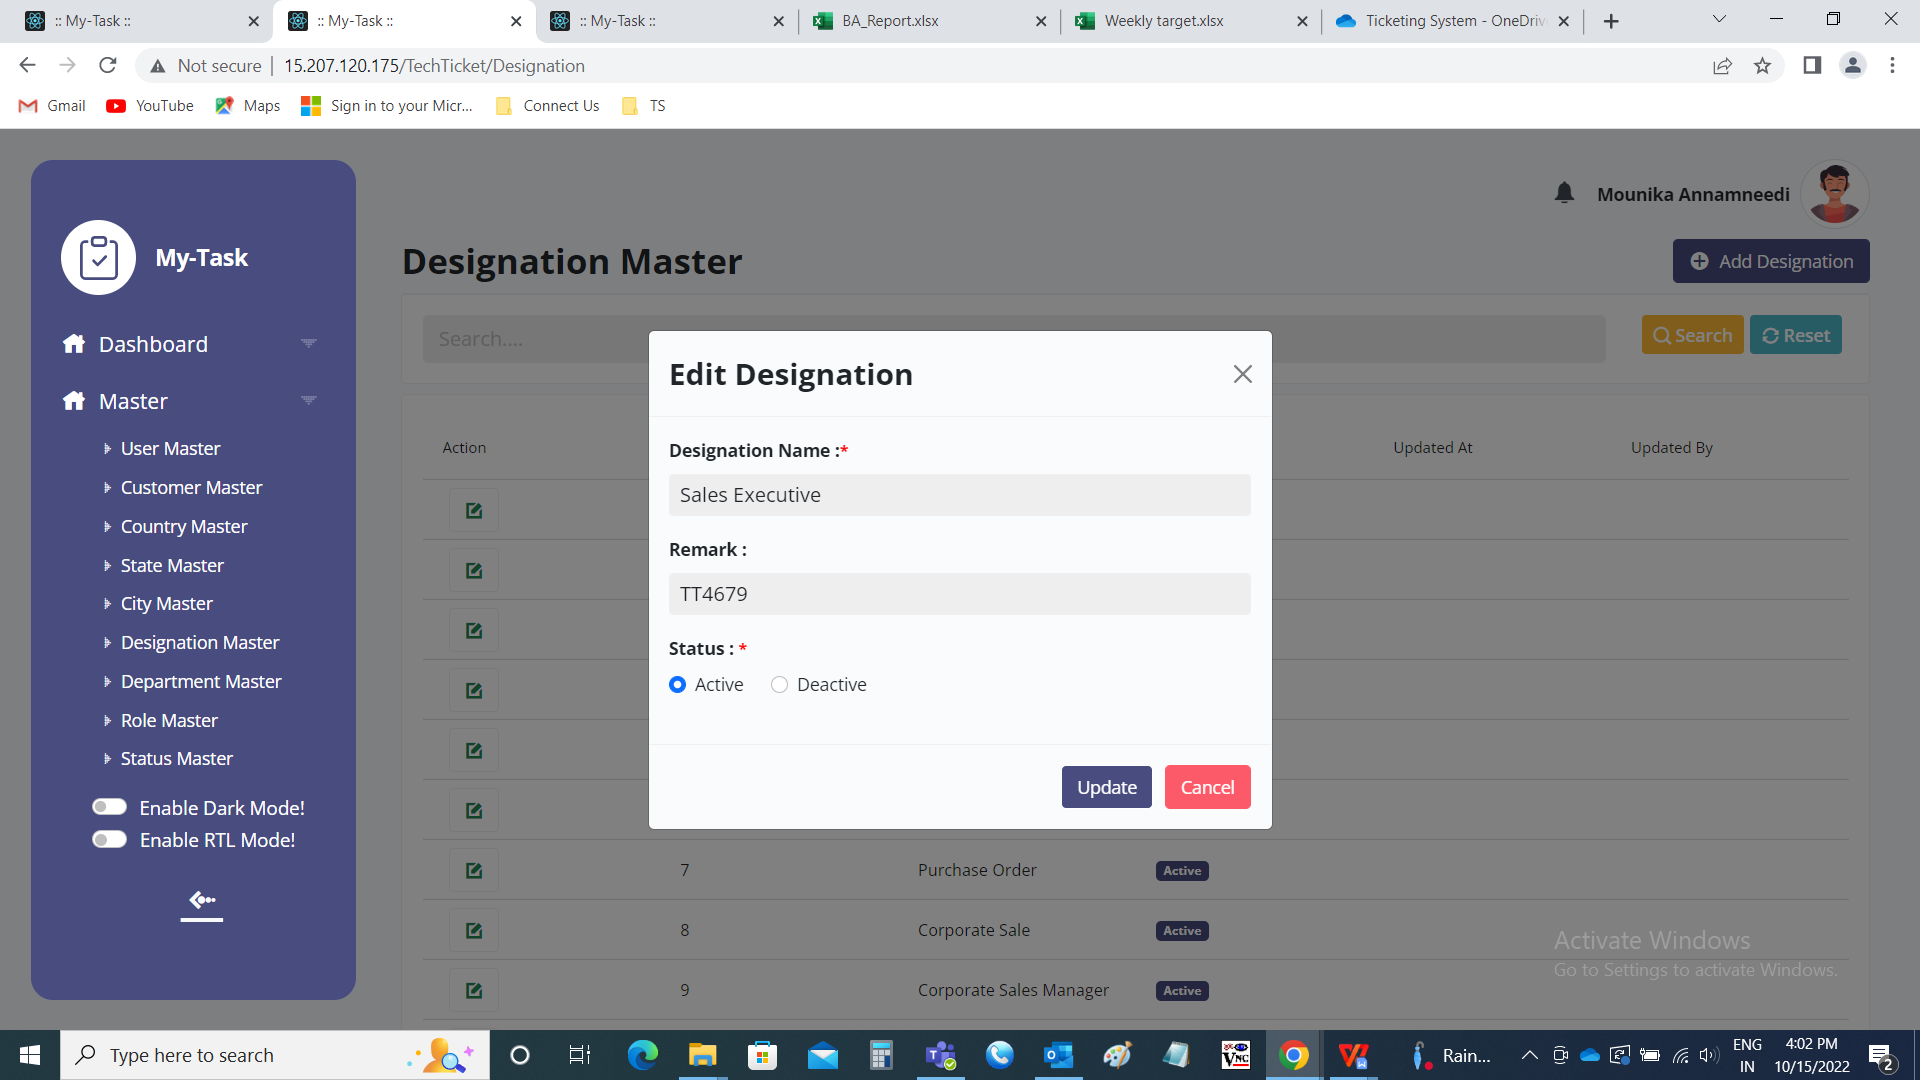 :: My-Task ::
:: My-Task ::
:: My-Task ::
BA_Report.xlsx
Weekly target.xlsx
Ticketing System - OneDriv
Not secure
15.207.120.175/TechTicket/Designation
Gmail
YouTube
Maps
Sign in to your Micr...
Connect Us
TS
My-Task
Mounika Annamneedi
Designation Master
Add Designation
Search....
Search
Reset
Dashboard
Master
User Master
Customer Master
Country Master
State Master
City Master
Designation Master
Department Master
Role Master
Status Master
Enable Dark Mode!
Enable RTL Mode!
Action
Updated At
Updated By
Edit Designation
Designation Name :*
Sales Executive
Remark :
TT4679
Status : *
Active
Deactive
Update
Cancel
7 Purchase Order Active
8 Corporate Sale Active
9 Corporate Sales Manager Active
Activate Windows
Go to Settings to activate Windows.
Type here to search
VNC
Rain...
ENG
IN
4:02 PM
10/15/2022
2